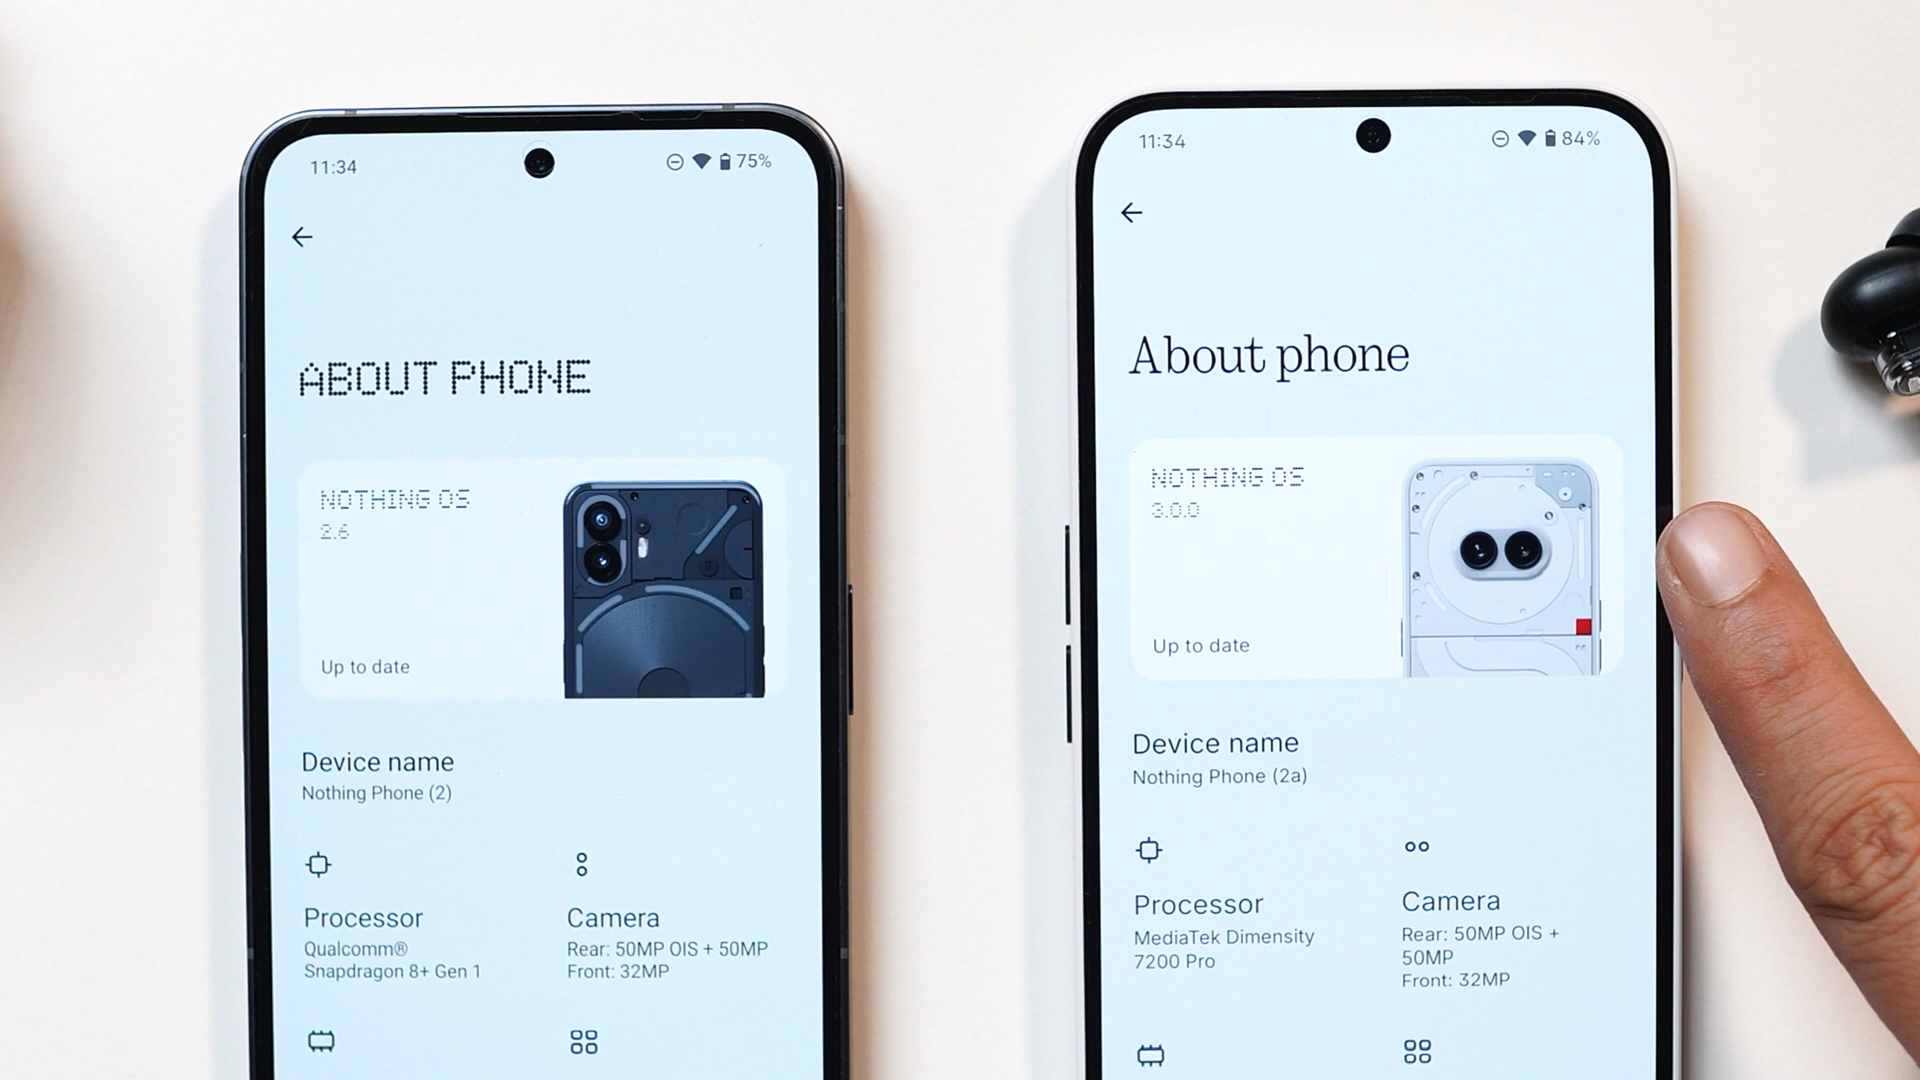 11:34
75%
ABOUT PHONE
NOTHING OS
2.6
Up to date
Device name
Nothing Phone (2)
Processor
Qualcomm®
Snapdragon 8+ Gen 1
Camera
Rear: 50MP OIS + 50MP
Front: 32MP
11:34
84%
About phone
NOTHING OS
3.0.0
Up to date
Device name
Nothing Phone (2a)
Processor
MediaTek Dimensity
7200 Pro
Camera
Rear: 50MP OIS +
50MP
Front: 32MP